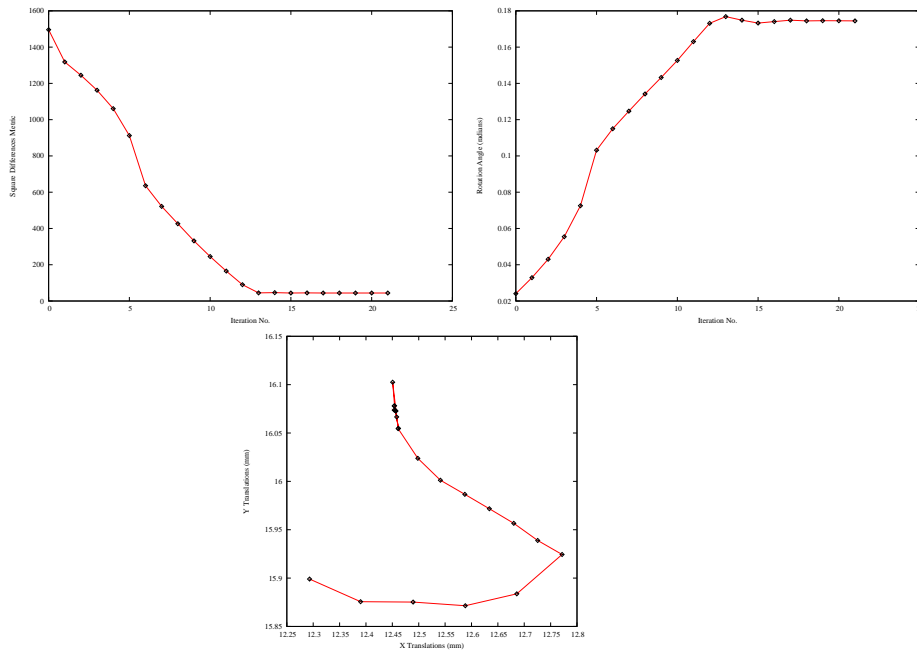 1600
1400
1200
1000
800
600
400
200
0
Square Differences Metric
0 5 10 15 20 25
Iteration No.
0.18
0.16
0.14
0.12
0.1
0.08
0.06
0.04
0.02
Rotation Angle (rndians)
0 5 10 15 20
Iteration No.
16.15
16.1
16.05
16
15.95
15.9
15.85
Y Translations (mm)
12.25 12.3 12.35 12.4 12.45 12.5 12.55 12.6 12.65 12.7 12.75 12.8
X Translations (mm)